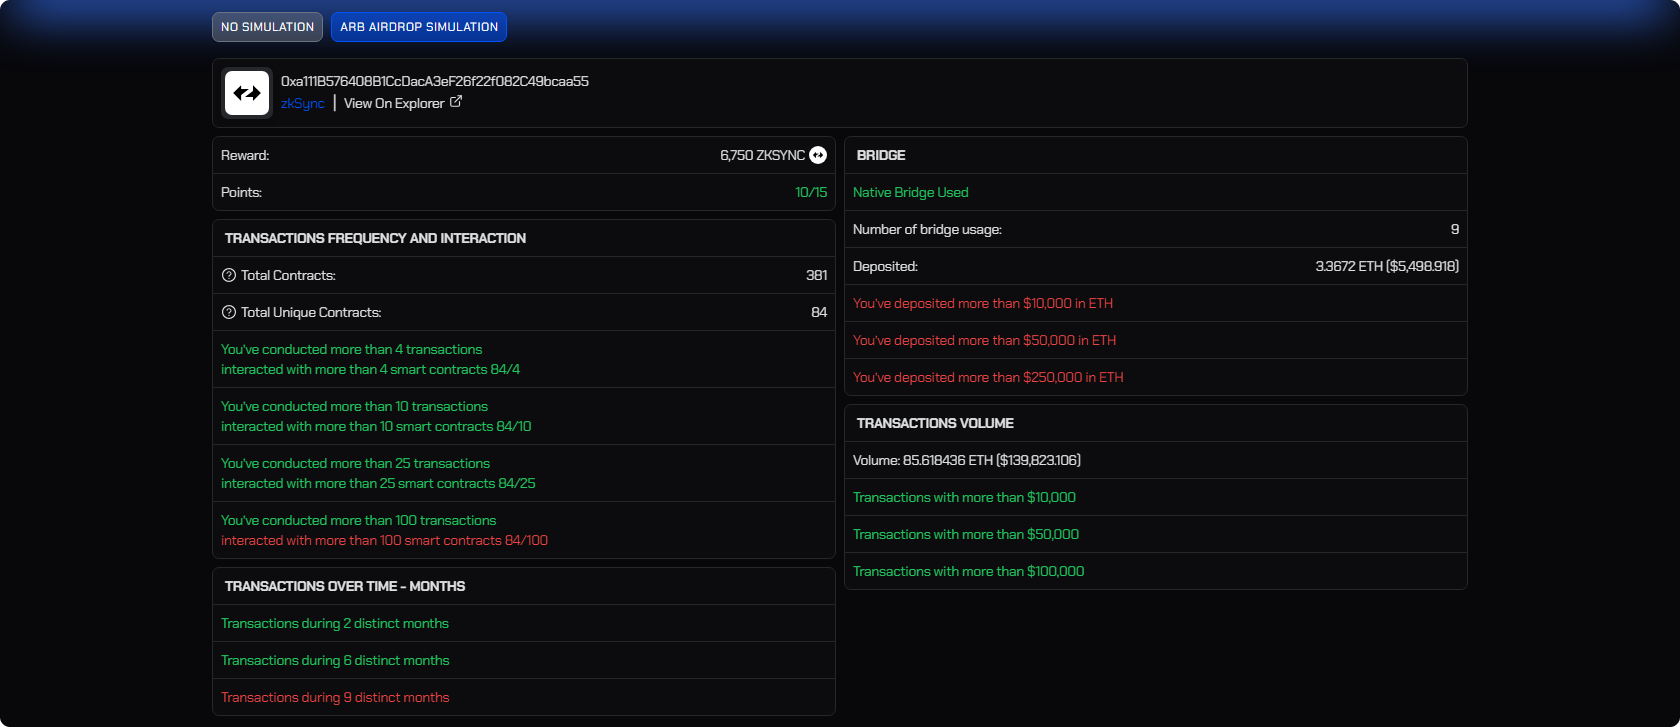 NO SIMULATION
ARB AIRDROP SIMULATION
0xa111B576408B1CcDacA3eF26f22f082C49bcaa55
zkSync | View On Explorer
Reward: 6,750 ZKSYNC
Points: 10/15
TRANSACTIONS FREQUENCY AND INTERACTION
Total Contracts: 381
Total Unique Contracts: 84
You've conducted more than 4 transactions
interacted with more than 4 smart contracts 84/4
You've conducted more than 10 transactions
interacted with more than 10 smart contracts 84/10
You've conducted more than 25 transactions
interacted with more than 25 smart contracts 84/25
You've conducted more than 100 transactions
interacted with more than 100 smart contracts 84/100
TRANSACTIONS OVER TIME - MONTHS
Transactions during 2 distinct months
Transactions during 6 distinct months
Transactions during 9 distinct months
BRIDGE
Native Bridge Used
Number of bridge usage: 9
Deposited: 3.3672 ETH ($5,498.918)
You've deposited more than $10,000 in ETH
You've deposited more than $50,000 in ETH
You've deposited more than $250,000 in ETH
TRANSACTIONS VOLUME
Volume: 85.618436 ETH ($139,823.106)
Transactions with more than $10,000
Transactions with more than $50,000
Transactions with more than $100,000